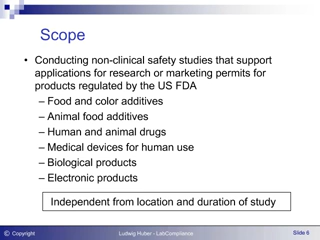 Scope
• Conducting non-clinical safety studies that support
applications for research or marketing permits for
products regulated by the US FDA
– Food and color additives
– Animal food additives
– Human and animal drugs
– Medical devices for human use
– Biological products
– Electronic products
Independent from location and duration of study
© Copyright
Ludwig Huber - LabCompliance
Slide 6